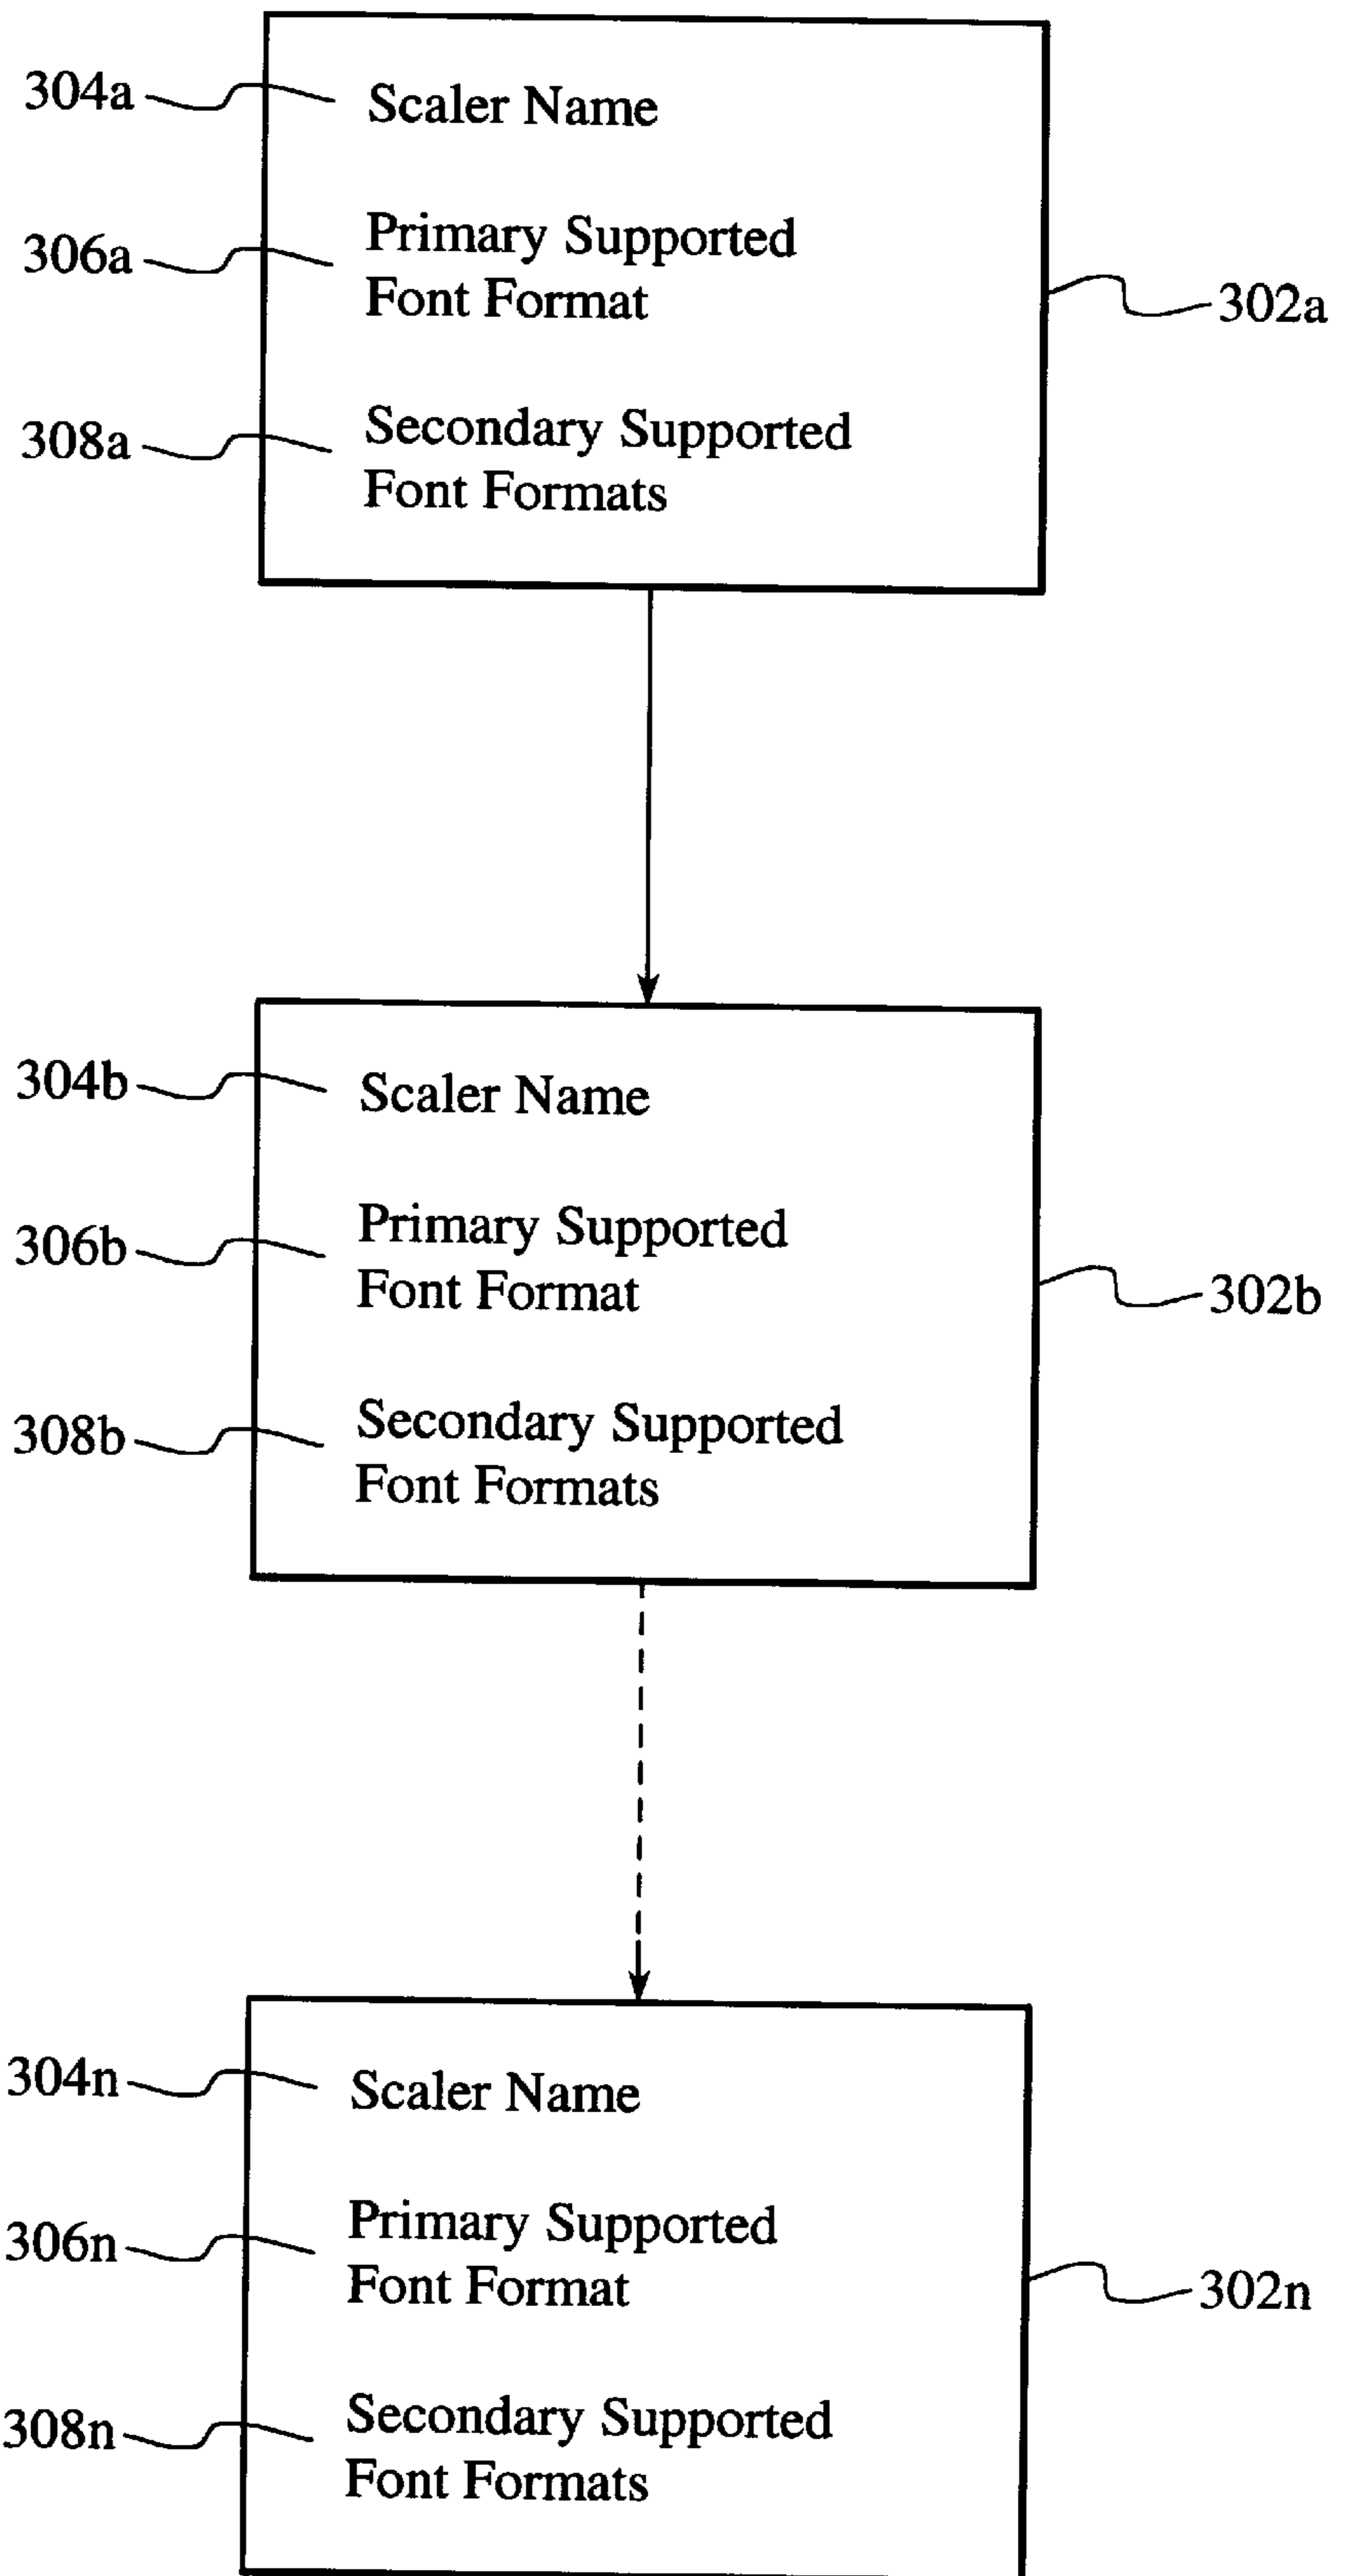 304a
Scaler Name
306a
Primary Supported
Font Format
302a
308a
Secondary Supported
Font Formats
304b
Scaler Name
306b
Primary Supported
Font Format
302b
308b
Secondary Supported
Font Formats
304n
Scaler Name
306n
Primary Supported
Font Format
302n
308n
Secondary Supported
Font Formats